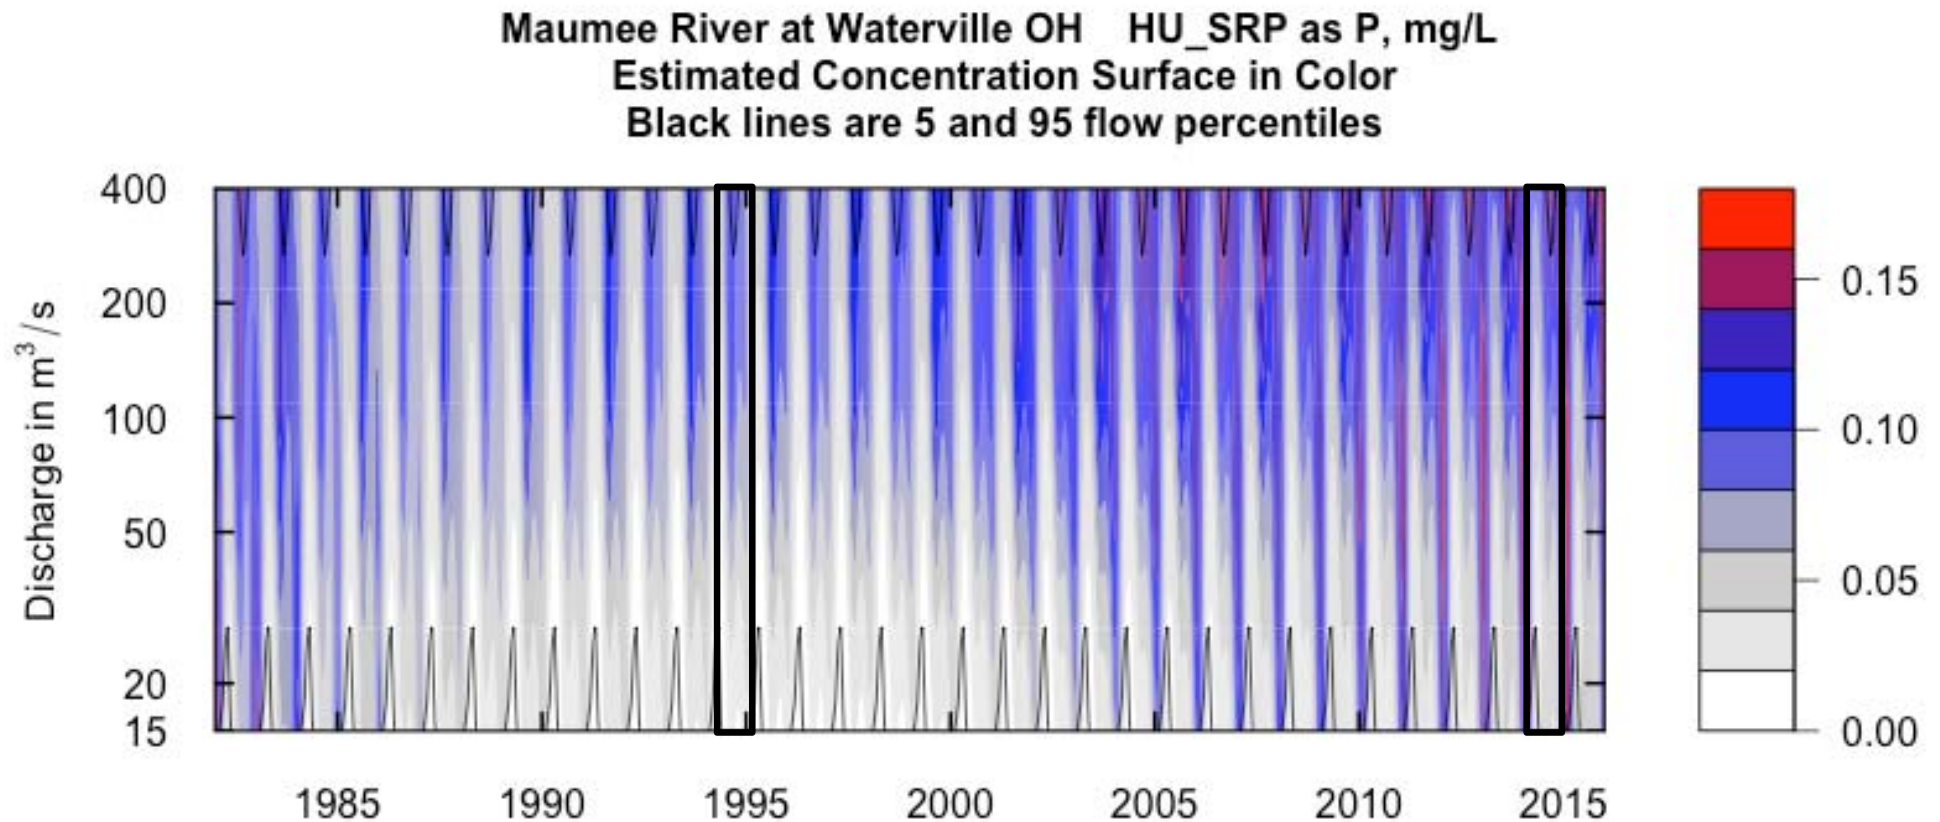 Maumee River at Waterville OH HU_SRP as P, mg/L
Estimated Concentration Surface in Color
Black lines are 5 and 95 flow percentiles
Discharge in m³/s
400
200
100
50
20
15
1985 1990 1995 2000 2005 2010 2015
0.15
0.10
0.05
0.00